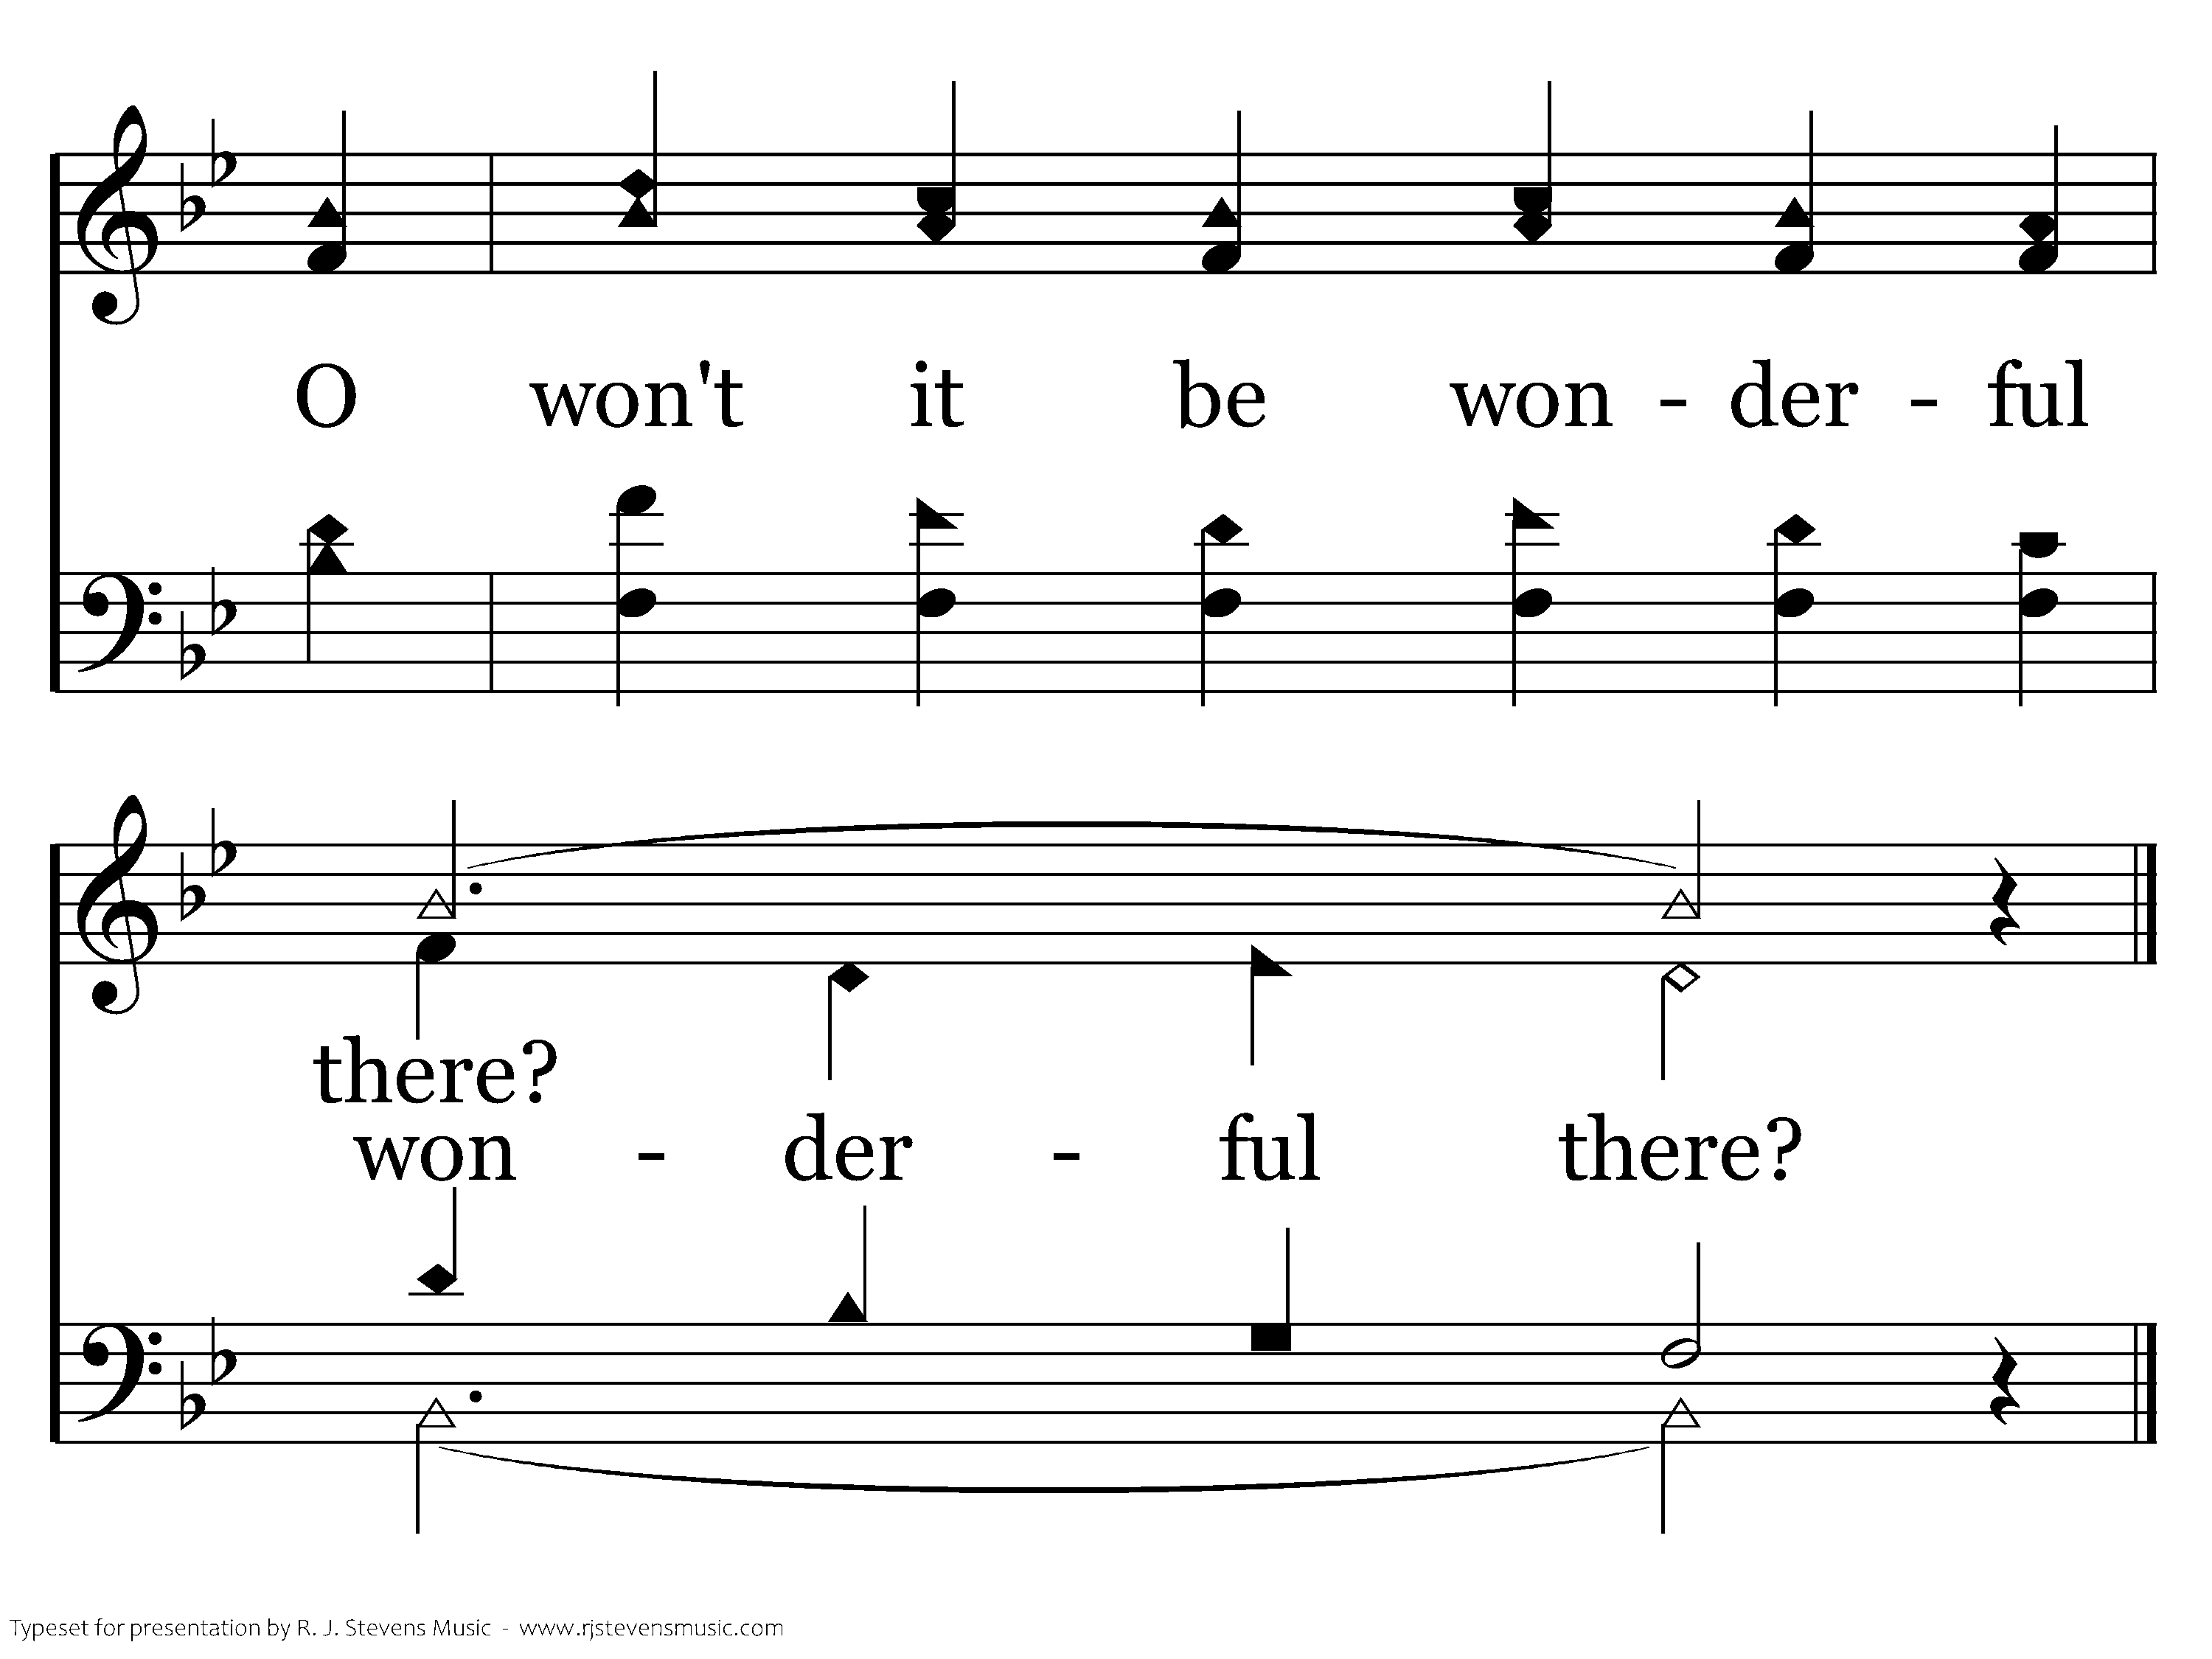 O won't it be won - der - ful
there?
won - der - ful there?
Typeset for presentation by R. J. Stevens Music - www.rjstevensmusic.com